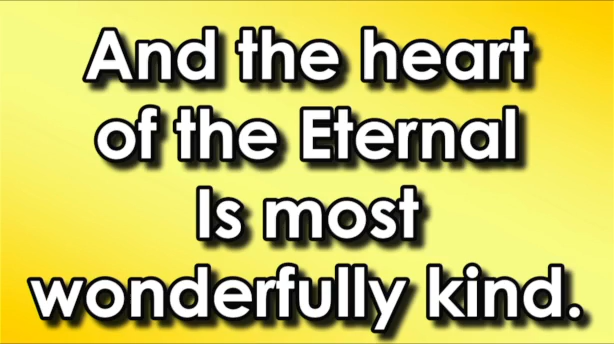 And the heart
of the Eternal
Is most
wonderfully kind.